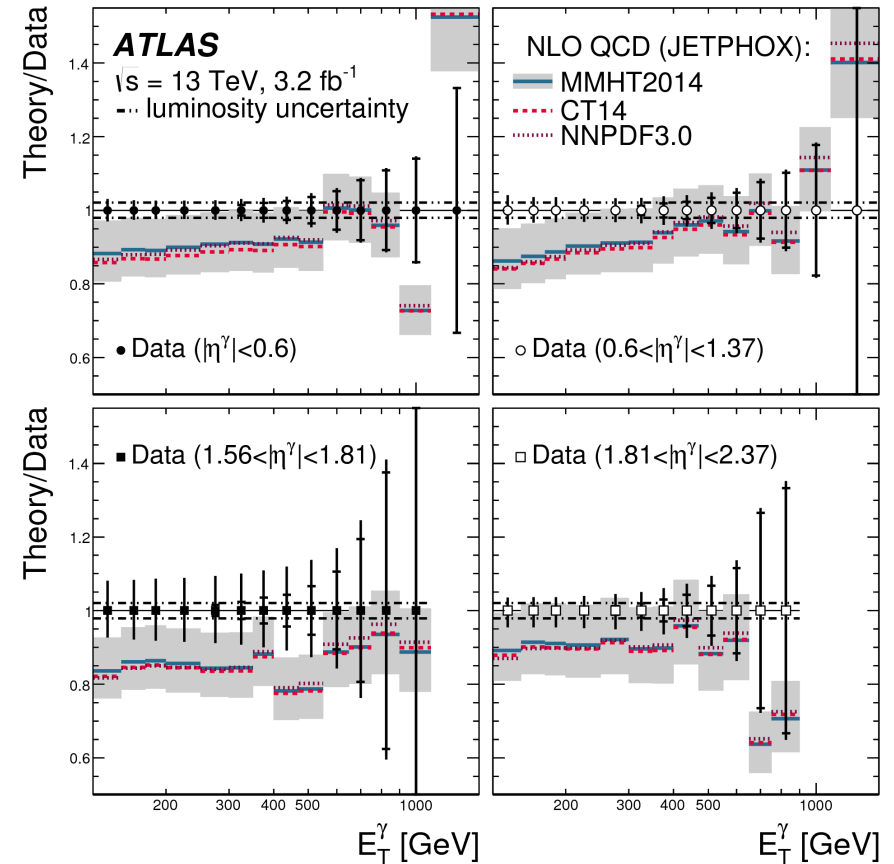 Theory/Data
1.4
1.2
1
0.8
0.6
ATLAS
√s = 13 TeV, 3.2 fb⁻¹
luminosity uncertainty
Data (|η^γ|<0.6)
NLO QCD (JETPHOX):
MMHT2014
CT14
NNPDF3.0
Data (0.6<|η^γ|<1.37)
Theory/Data
1.4
1.2
1
0.8
0.6
Data (1.56<|η^γ|<1.81)
200 300 400 500 1000
E_T^γ [GeV]
Data (1.81<|η^γ|<2.37)
200 300 400 500 1000
E_T^γ [GeV]